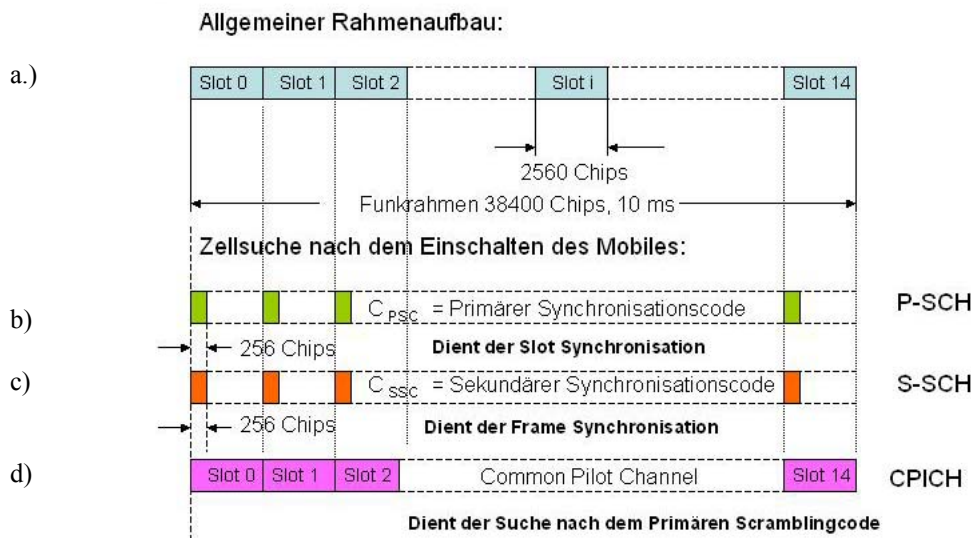 Allgemeiner Rahmenaufbau:
a.)
Slot 0 Slot 1 Slot 2 Slot i Slot 14
2560 Chips
Funkrahmen 38400 Chips, 10 ms
Zellsuche nach dem Einschalten des Mobiles:
b)
C PSC = Primärer Synchronisationscode
P-SCH
256 Chips
Dient der Slot Synchronisation
c)
C SSC = Sekundärer Synchronisationscode
S-SCH
256 Chips
Dient der Frame Synchronisation
d)
Slot 0 Slot 1 Slot 2 Common Pilot Channel Slot 14
CPICH
Dient der Suche nach dem Primären Scramblingcode